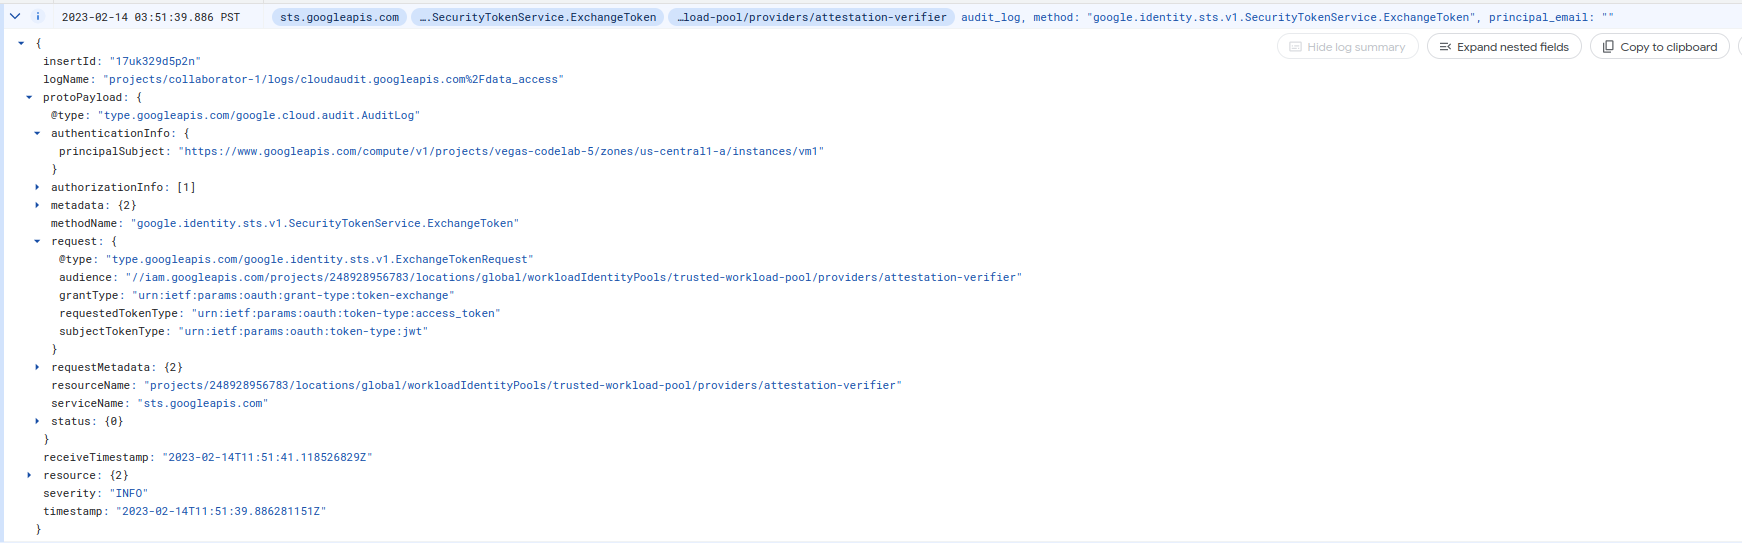 2023-02-14 03:51:39.886 PST sts.googleapis.com ….SecurityTokenService.ExchangeToken …load-pool/providers/attestation-verifier audit_log, method: "google.identity.sts.v1.SecurityTokenService.ExchangeToken", principal_email: ""
{
Hide log summary Expand nested fields Copy to clipboard
insertId: "17uk329d5p2n"
logName: "projects/collaborator-1/logs/cloudaudit.googleapis.com%2Fdata_access"
protoPayload: {
@type: "type.googleapis.com/google.cloud.audit.AuditLog"
authenticationInfo: {
principalSubject: "https://www.googleapis.com/compute/v1/projects/vegas-codelab-5/zones/us-central1-a/instances/vm1"
}
authorizationInfo: [1]
metadata: {2}
methodName: "google.identity.sts.v1.SecurityTokenService.ExchangeToken"
request: {
@type: "type.googleapis.com/google.identity.sts.v1.ExchangeTokenRequest"
audience: "//iam.googleapis.com/projects/248928956783/locations/global/workloadIdentityPools/trusted-workload-pool/providers/attestation-verifier"
grantType: "urn:ietf:params:oauth:grant-type:token-exchange"
requestedTokenType: "urn:ietf:params:oauth:token-type:access_token"
subjectTokenType: "urn:ietf:params:oauth:token-type:jwt"
}
requestMetadata: {2}
resourceName: "projects/248928956783/locations/global/workloadIdentityPools/trusted-workload-pool/providers/attestation-verifier"
serviceName: "sts.googleapis.com"
status: {0}
}
receiveTimestamp: "2023-02-14T11:51:41.118526829Z"
resource: {2}
severity: "INFO"
timestamp: "2023-02-14T11:51:39.886281151Z"
}